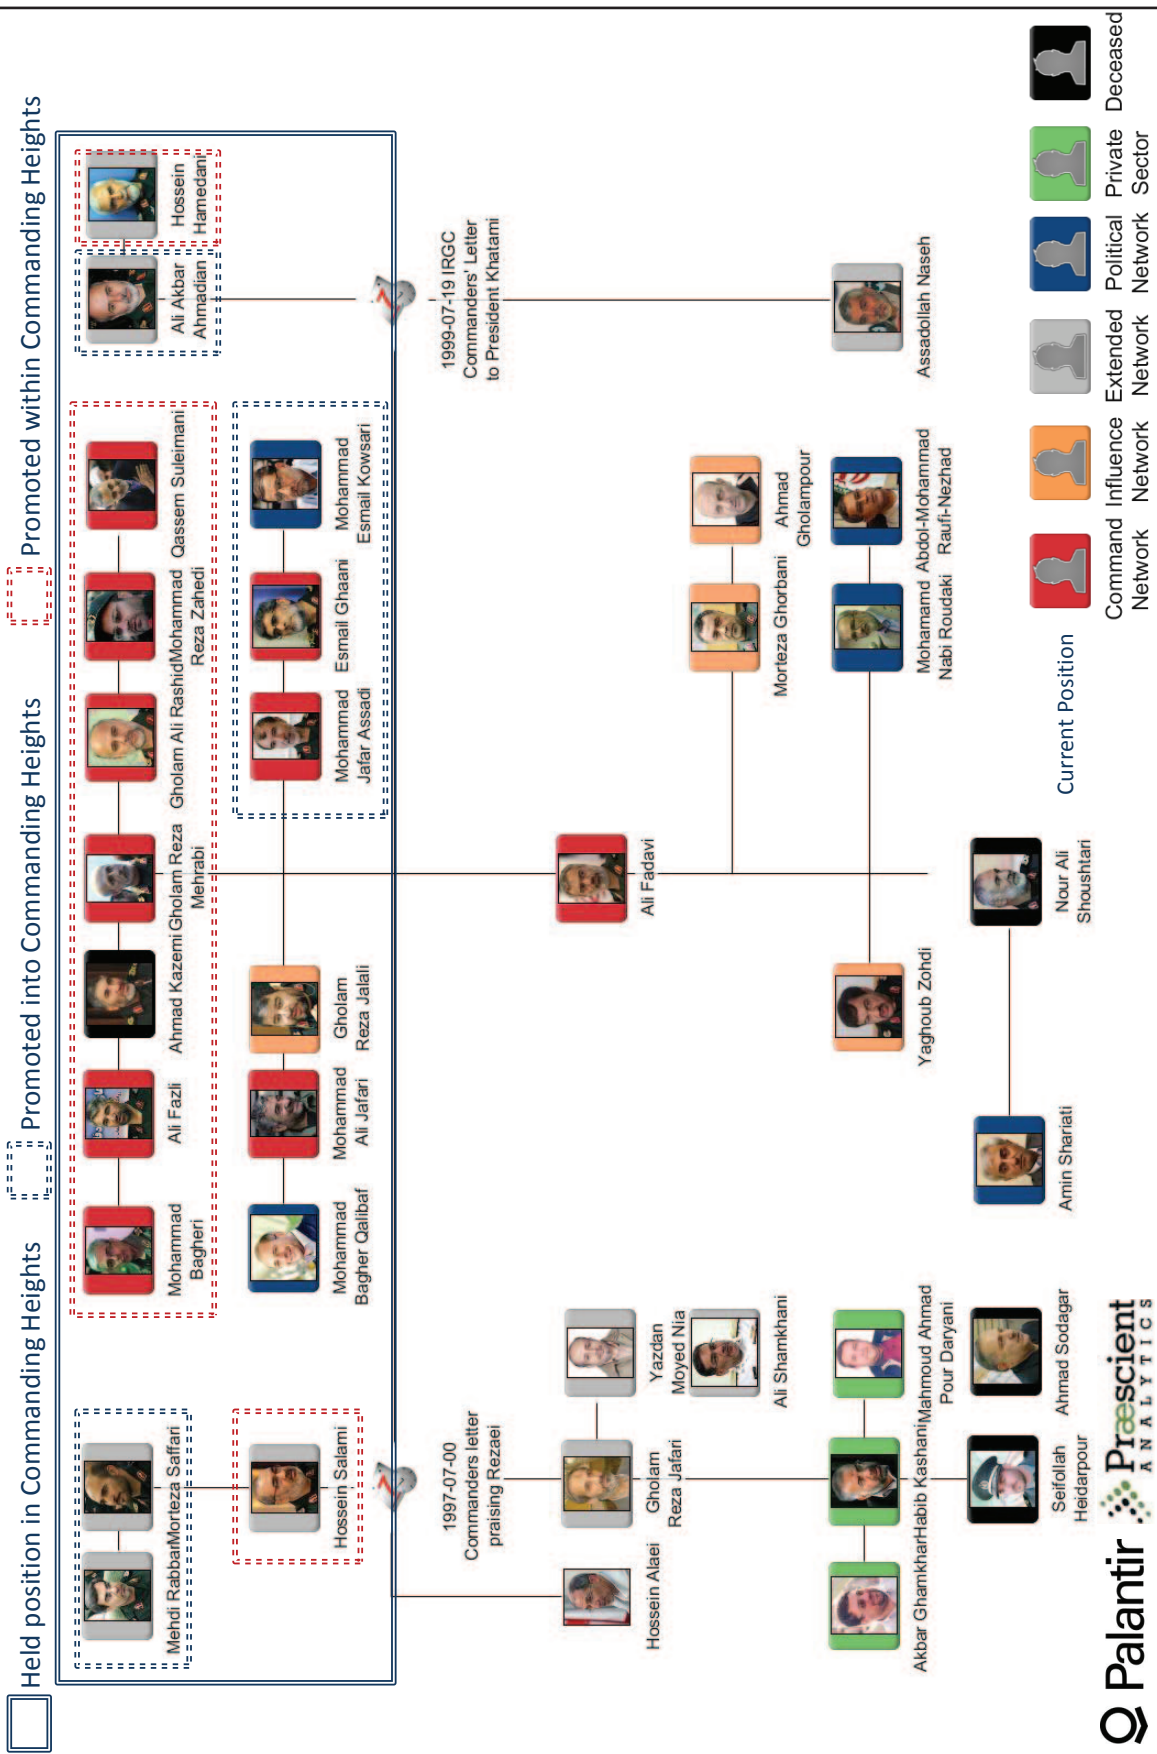 Held position in Commanding Heights
Promoted into Commanding Heights
Promoted within Commanding Heights
Mehdi Rabbar
Morteza Saffari
Mohammad
Bagheri
Ali Fazli
Ahmad Kazemi
Gholam Reza
Mehrabi
Gholam Ali Rashid
Mohammad
Reza Zahedi
Qassem Suleimani
Ali Akbar
Ahmadian
Hossein
Hamedani
Hossein Salami
Mohammad
Bagher Qalibaf
Mohammad
Ali Jafari
Gholam
Reza Jalali
Mohammad
Jafar Assadi
Esmail Ghaani
Mohammad
Esmail Kowsari
1997-07-00
Commanders letter
praising Rezaei
1999-07-19 IRGC
Commanders' Letter
to President Khatami
Hossein Alaei
Gholam
Reza Jafari
Yazdan
Moyed Nia
Ali Fadavi
Ali Shamkhani
Morteza Ghorbani
Ahmad
Gholampour
Akbar Ghamkhar
Habib Kashani
Mahmoud Ahmad
Pour Daryani
Yaghoub Zohdi
Mohamamd
Nabi Roudaki
Abdol-Mohammad
Raufi-Nezhad
Assadollah Naseh
Seifollah
Heidarpour
Ahmad Sodagar
Amin Shariati
Nour Ali
Shoushtari
Current Position
Command
Network
Influence
Network
Extended
Network
Political
Network
Private
Sector
Deceased
Palantir
Præscient
ANALYTICS